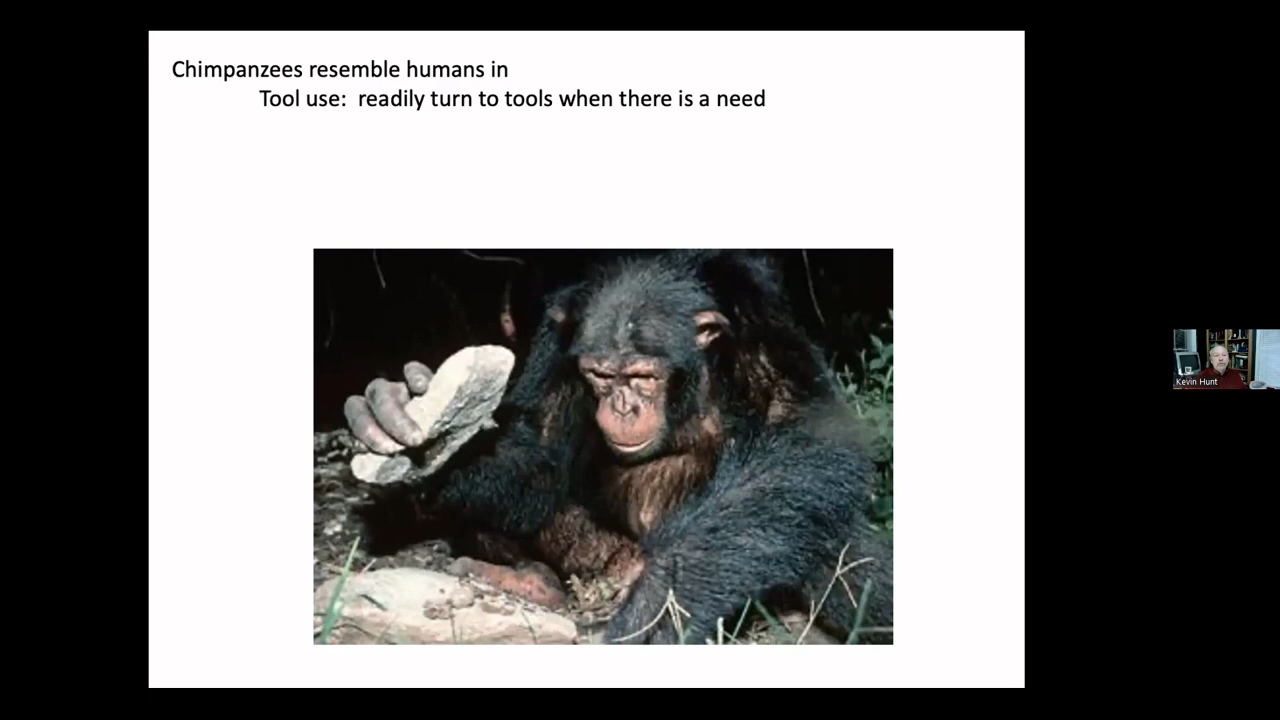 Chimpanzees resemble humans in
Tool use: readily turn to tools when there is a need
Kevin Hunt